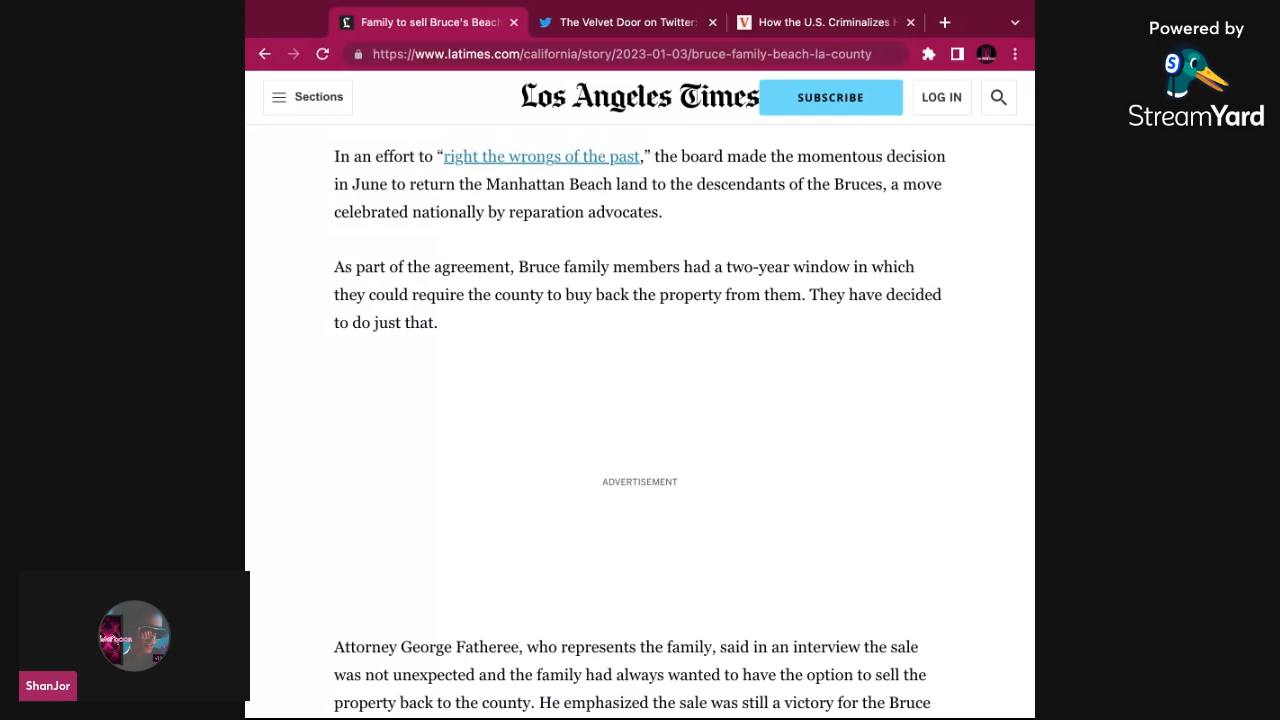 Powered by
StreamYard
Family to sell Bruce's Beach
The Velvet Door on Twitter:
How the U.S. Criminalizes H
https://www.latimes.com/california/story/2023-01-03/bruce-family-beach-la-county
Sections
Los Angeles Times
SUBSCRIBE
LOG IN
In an effort to “right the wrongs of the past,” the board made the momentous decision
in June to return the Manhattan Beach land to the descendants of the Bruces, a move
celebrated nationally by reparation advocates.
As part of the agreement, Bruce family members had a two-year window in which
they could require the county to buy back the property from them. They have decided
to do just that.
ADVERTISEMENT
Attorney George Fatheree, who represents the family, said in an interview the sale
was not unexpected and the family had always wanted to have the option to sell the
property back to the county. He emphasized the sale was still a victory for the Bruce
ShanJor